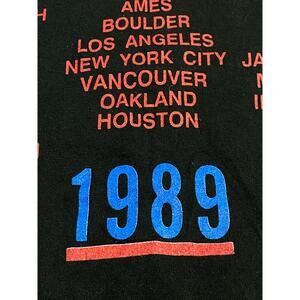 AMES
BOULDER
LOS ANGELES
NEW YORK CITY
VANCOUVER
OAKLAND
HOUSTON
1989